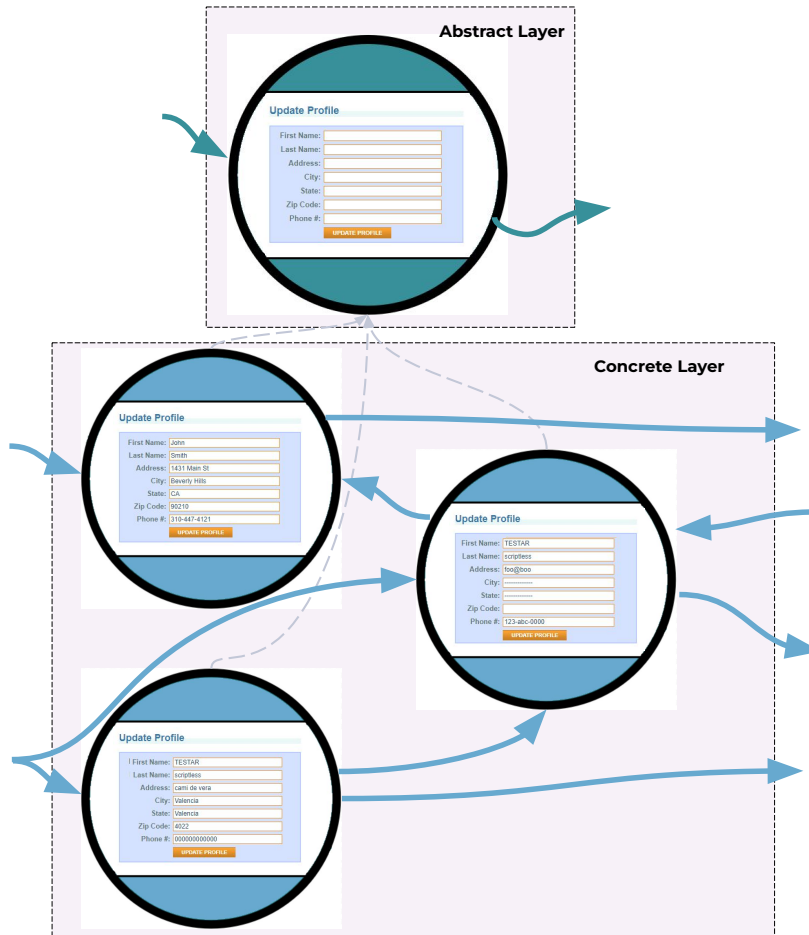 Abstract Layer
Update Profile
First Name:
Last Name:
Address:
City:
State:
Zip Code:
Phone #:
UPDATE PROFILE
Concrete Layer
Update Profile
First Name: John
Last Name: Smith
Address: 1431 Main St
City: Beverly Hills
State: CA
Zip Code: 90210
Phone #: 310-447-4121
UPDATE PROFILE
Update Profile
First Name: TESTAR
Last Name: scriptless
Address: foo@boo
City: -------------
State: -------------
Zip Code:
Phone #: 123-abc-0000
UPDATE PROFILE
Update Profile
First Name: TESTAR
Last Name: scriptless
Address: cami de vera
City: Valencia
State: Valencia
Zip Code: 4022
Phone #: 000000000000
UPDATE PROFILE